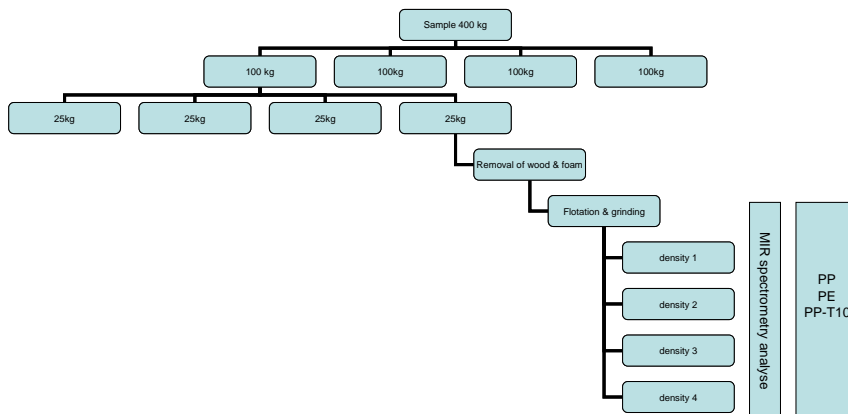 Sample 400 kg
100 kg
100kg
100kg
100kg
25kg
25kg
25kg
25kg
Removal of wood & foam
Flotation & grinding
density 1
density 2
density 3
density 4
MIR spectrometry analyse
PP
PE
PP-T10